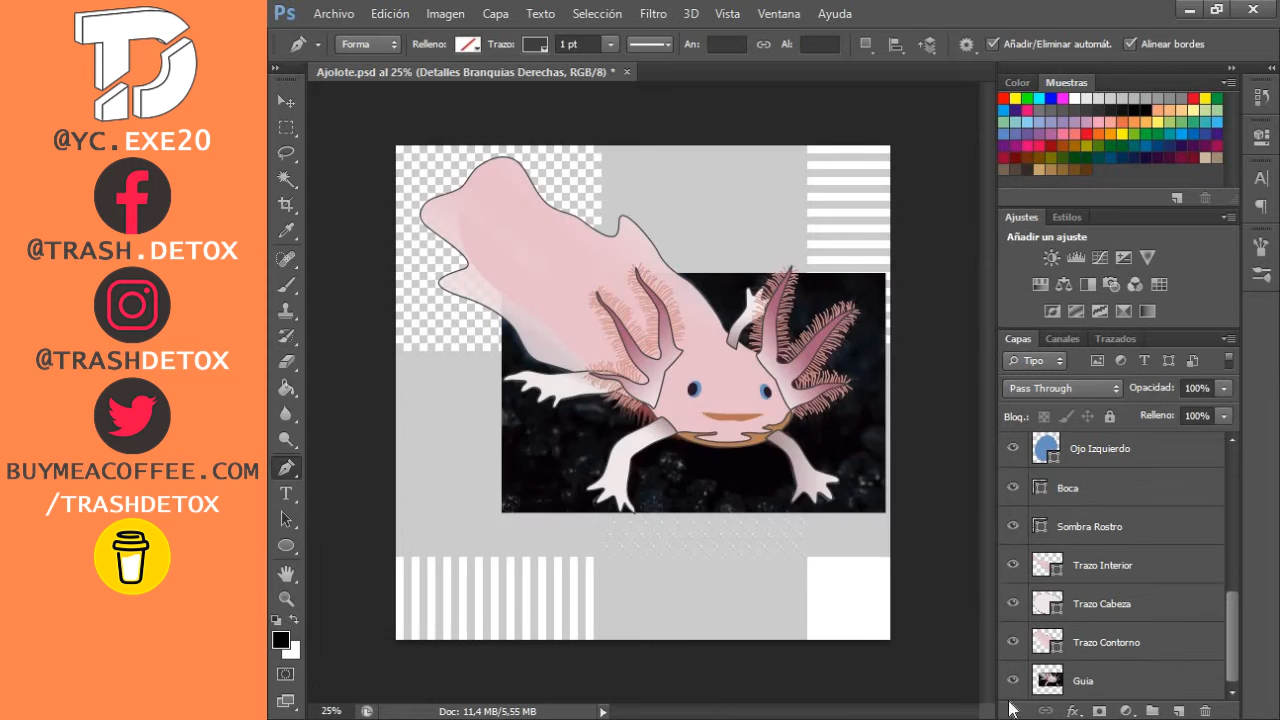 @YC.EXE20
@TRASH.DETOX
@TRASHDETOX
BUYMEACOFFEE.COM
/TRASHDETOX
Ps Archivo Edición Imagen Capa Texto Selección Filtro 3D Vista Ventana Ayuda
Forma Relleno: Trazo: 1 pt An: Al: Añadir/Eliminar automát. Alinear bordes
Ajolote.psd al 25% (Detalles Branquias Derechas, RGB/8) *
Color Muestras
Ajustes Estilos
Añadir un ajuste
Capas Canales Trazados
Tipo
Pass Through Opacidad: 100%
Bloq.: Relleno: 100%
Ojo Izquierdo
Boca
Sombra Rostro
Trazo Interior
Trazo Cabeza
Trazo Contorno
Guia
25% Doc: 11,4 MB/5,55 MB